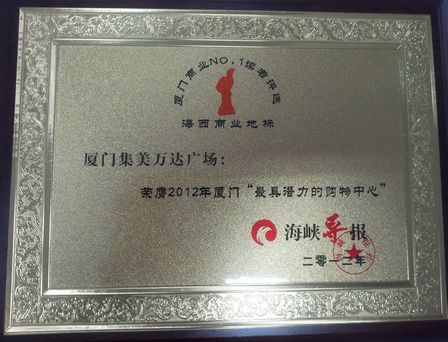 厦门商业NO.1读者评选
海西商业地标
厦门集美万达广场：
荣膺2012年厦门“最具潜力的购物中心”
海峡导报
二零一二年